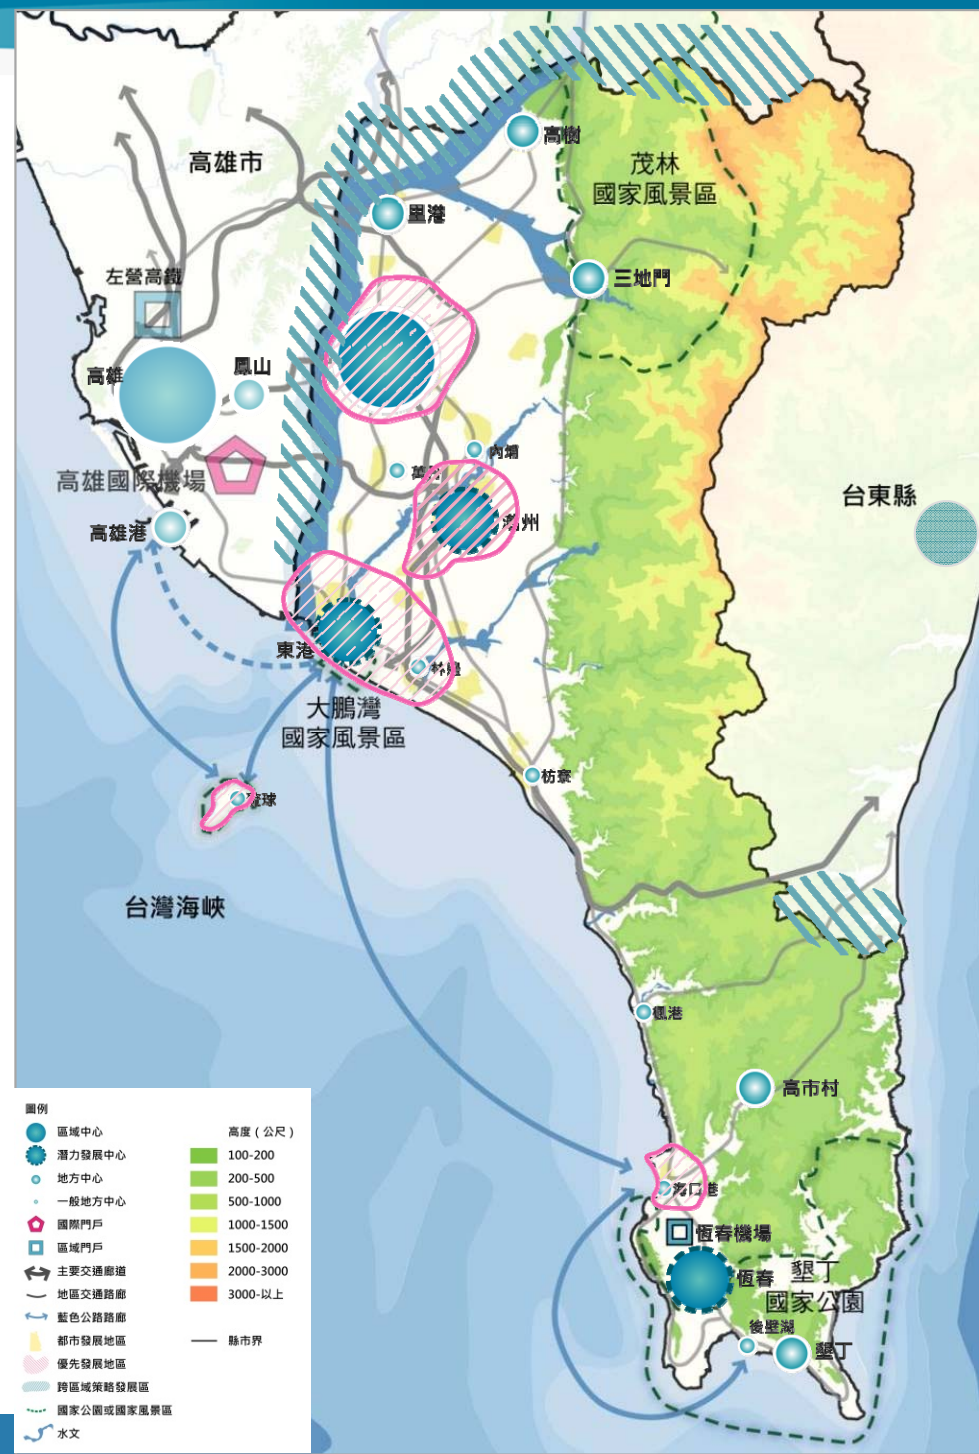 高樹
高雄市
茂林
國家風景區
里港
左營高鐵
三地門
鳳山
高雄
內埔
高雄國際機場
台東縣
高雄港
州
東港
林邊
大鵬灣
國家風景區
枋寮
琉球
台灣海峽
楓港
高市村
海口港
恆春機場
恆春
墾丁
國家公園
後壁湖
墾丁
圖例
區域中心
潛力發展中心
地方中心
一般地方中心
國際門戶
區域門戶
主要交通廊道
地區交通路廊
藍色公路路廊
都市發展地區
優先發展地區
跨區域策略發展區
國家公園或國家風景區
水文
高度（公尺）
100-200
200-500
500-1000
1000-1500
1500-2000
2000-3000
3000-以上
縣市界